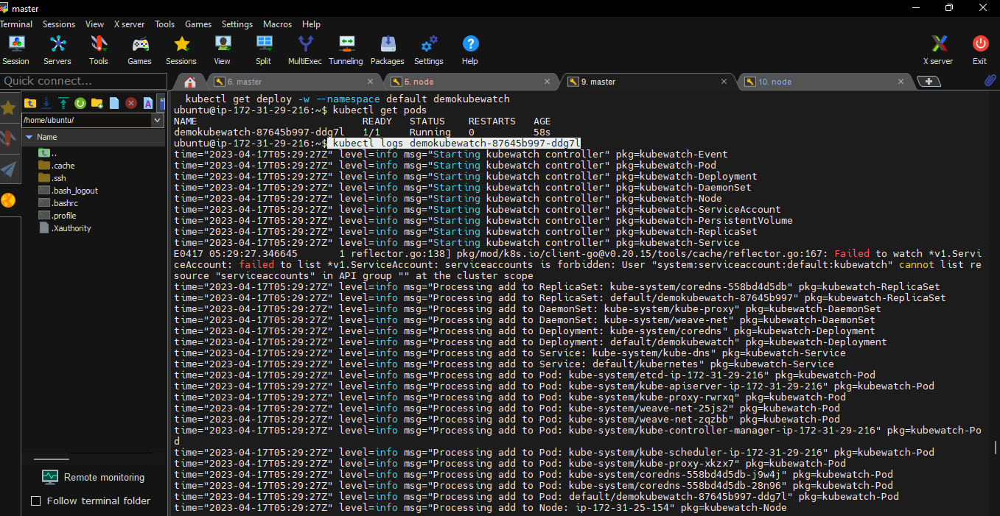 master
Terminal Sessions View X server Tools Games Settings Macros Help
Session Servers Tools Games Sessions View Split MultiExec Tunneling Packages Settings Help X server Exit
Quick connect...
6. master
5. node
9. master
10. node
/home/ubuntu/
Name
..
.cache
.ssh
.bash_logout
.bashrc
.profile
.Xauthority
Remote monitoring
Follow terminal folder
kubectl get deploy -w --namespace default demokubewatch
ubuntu@ip-172-31-29-216:~$ kubectl get pods
NAME READY STATUS RESTARTS AGE
demokubewatch-87645b997-ddg7l 1/1 Running 0 58s
ubuntu@ip-172-31-29-216:~$ kubectl logs demokubewatch-87645b997-ddg7l
time="2023-04-17T05:29:27Z" level=info msg="Starting kubewatch controller" pkg=kubewatch-Event
time="2023-04-17T05:29:27Z" level=info msg="Starting kubewatch controller" pkg=kubewatch-Pod
time="2023-04-17T05:29:27Z" level=info msg="Starting kubewatch controller" pkg=kubewatch-Deployment
time="2023-04-17T05:29:27Z" level=info msg="Starting kubewatch controller" pkg=kubewatch-DaemonSet
time="2023-04-17T05:29:27Z" level=info msg="Starting kubewatch controller" pkg=kubewatch-Node
time="2023-04-17T05:29:27Z" level=info msg="Starting kubewatch controller" pkg=kubewatch-ServiceAccount
time="2023-04-17T05:29:27Z" level=info msg="Starting kubewatch controller" pkg=kubewatch-PersistentVolume
time="2023-04-17T05:29:27Z" level=info msg="Starting kubewatch controller" pkg=kubewatch-ReplicaSet
time="2023-04-17T05:29:27Z" level=info msg="Starting kubewatch controller" pkg=kubewatch-Service
E0417 05:29:27.346645 1 reflector.go:138] pkg/mod/k8s.io/client-go@v0.20.15/tools/cache/reflector.go:167: Failed to watch *v1.Servi
ceAccount: failed to list *v1.ServiceAccount: serviceaccounts is forbidden: User "system:serviceaccount:default:kubewatch" cannot list re
source "serviceaccounts" in API group "" at the cluster scope
time="2023-04-17T05:29:27Z" level=info msg="Processing add to ReplicaSet: kube-system/coredns-558bd4d5db" pkg=kubewatch-ReplicaSet
time="2023-04-17T05:29:27Z" level=info msg="Processing add to ReplicaSet: default/demokubewatch-87645b997" pkg=kubewatch-ReplicaSet
time="2023-04-17T05:29:27Z" level=info msg="Processing add to DaemonSet: kube-system/kube-proxy" pkg=kubewatch-DaemonSet
time="2023-04-17T05:29:27Z" level=info msg="Processing add to DaemonSet: kube-system/weave-net" pkg=kubewatch-DaemonSet
time="2023-04-17T05:29:27Z" level=info msg="Processing add to Deployment: kube-system/coredns" pkg=kubewatch-Deployment
time="2023-04-17T05:29:27Z" level=info msg="Processing add to Deployment: default/demokubewatch" pkg=kubewatch-Deployment
time="2023-04-17T05:29:27Z" level=info msg="Processing add to Service: kube-system/kube-dns" pkg=kubewatch-Service
time="2023-04-17T05:29:27Z" level=info msg="Processing add to Service: default/kubernetes" pkg=kubewatch-Service
time="2023-04-17T05:29:27Z" level=info msg="Processing add to Pod: kube-system/etcd-ip-172-31-29-216" pkg=kubewatch-Pod
time="2023-04-17T05:29:27Z" level=info msg="Processing add to Pod: kube-system/kube-apiserver-ip-172-31-29-216" pkg=kubewatch-Pod
time="2023-04-17T05:29:27Z" level=info msg="Processing add to Pod: kube-system/kube-proxy-rwrxq" pkg=kubewatch-Pod
time="2023-04-17T05:29:27Z" level=info msg="Processing add to Pod: kube-system/weave-net-25js2" pkg=kubewatch-Pod
time="2023-04-17T05:29:27Z" level=info msg="Processing add to Pod: kube-system/weave-net-zqzbb" pkg=kubewatch-Pod
time="2023-04-17T05:29:27Z" level=info msg="Processing add to Pod: kube-system/kube-controller-manager-ip-172-31-29-216" pkg=kubewatch-Po
d
time="2023-04-17T05:29:27Z" level=info msg="Processing add to Pod: kube-system/kube-scheduler-ip-172-31-29-216" pkg=kubewatch-Pod
time="2023-04-17T05:29:27Z" level=info msg="Processing add to Pod: kube-system/kube-proxy-xkzx7" pkg=kubewatch-Pod
time="2023-04-17T05:29:27Z" level=info msg="Processing add to Pod: kube-system/coredns-558bd4d5db-j9w4j" pkg=kubewatch-Pod
time="2023-04-17T05:29:27Z" level=info msg="Processing add to Pod: kube-system/coredns-558bd4d5db-28n96" pkg=kubewatch-Pod
time="2023-04-17T05:29:27Z" level=info msg="Processing add to Pod: default/demokubewatch-87645b997-ddg7l" pkg=kubewatch-Pod
time="2023-04-17T05:29:27Z" level=info msg="Processing add to Node: ip-172-31-25-154" pkg=kubewatch-Node